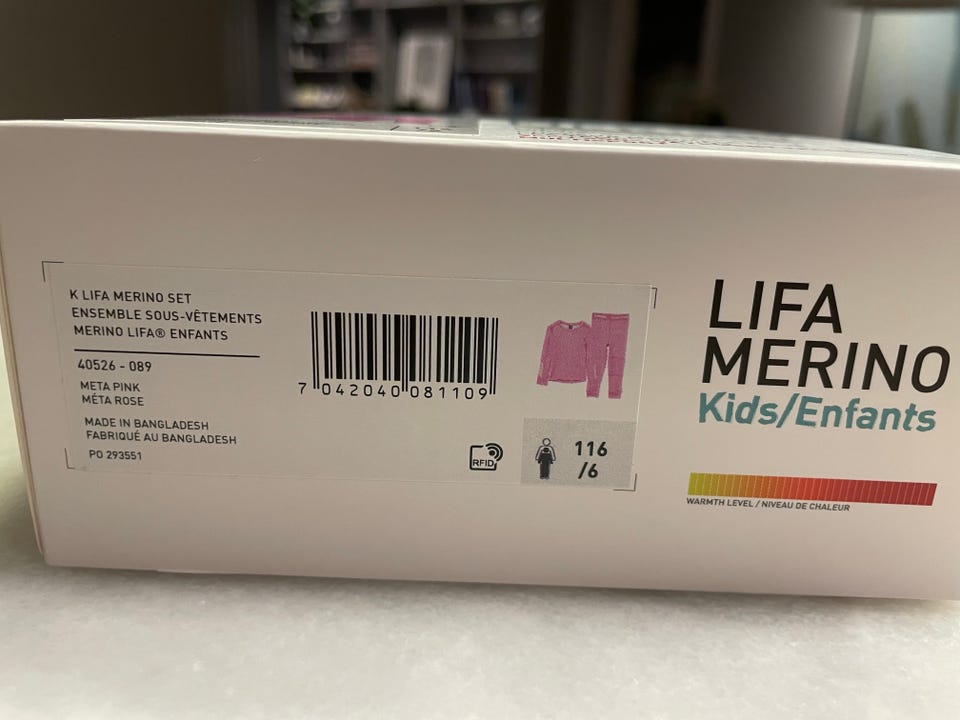 K LIFA MERINO SET
ENSEMBLE SOUS-VÊTEMENTS
MERINO LIFA® ENFANTS
40526 - 089
META PINK
MÉTA ROSE
MADE IN BANGLADESH
FABRIQUÉ AU BANGLADESH
PO 293551
7 042040 081109
RFID
116
/6
LIFA
MERINO
Kids/Enfants
WARMTH LEVEL / NIVEAU DE CHALEUR